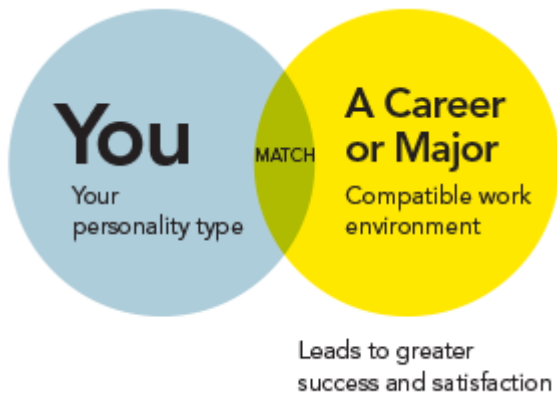 You
Your
personality type
MATCH
A Career
or Major
Compatible work
environment
Leads to greater
success and satisfaction